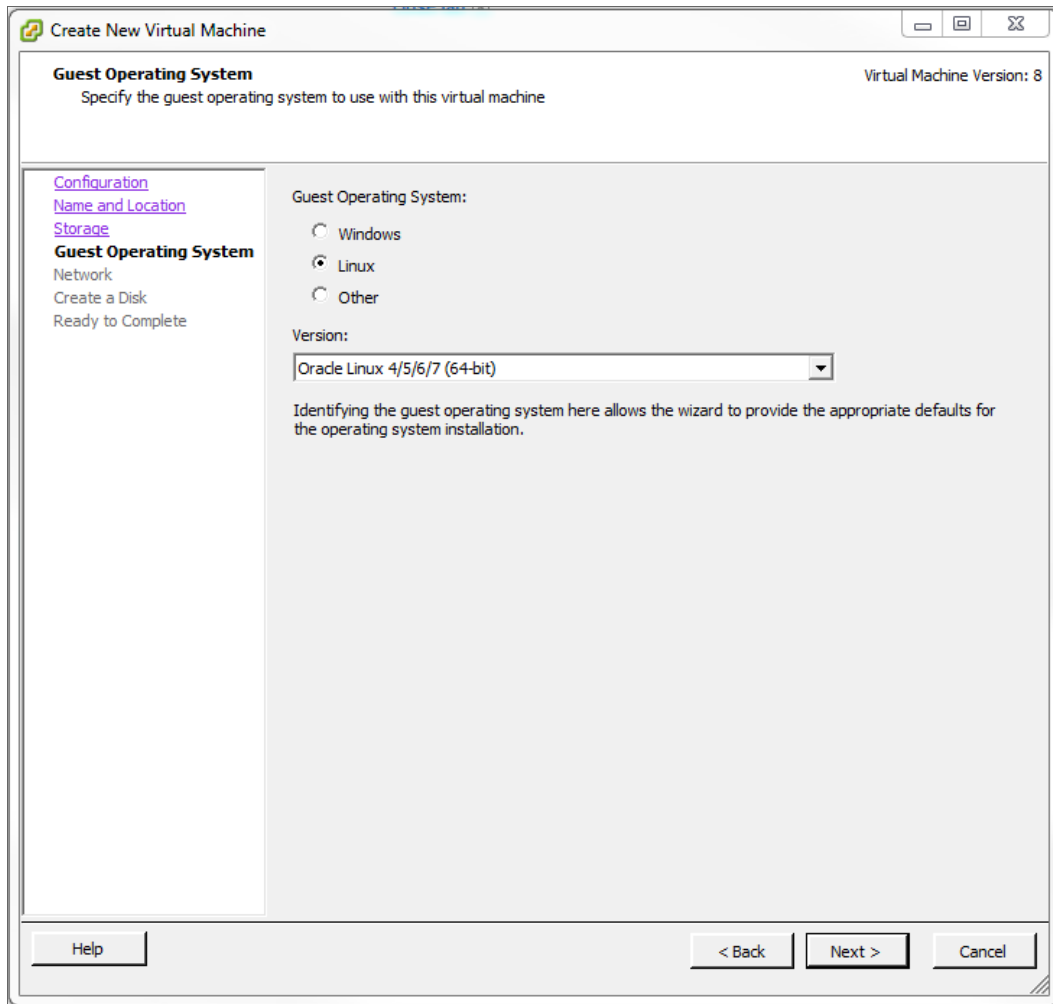 Create New Virtual Machine
Guest Operating System
Virtual Machine Version: 8
Specify the guest operating system to use with this virtual machine
Configuration
Name and Location
Storage
Guest Operating System
Network
Create a Disk
Ready to Complete
Guest Operating System:
Windows
Linux
Other
Version:
Oracle Linux 4/5/6/7 (64-bit)
Identifying the guest operating system here allows the wizard to provide the appropriate defaults for
the operating system installation.
Help
< Back
Next >
Cancel